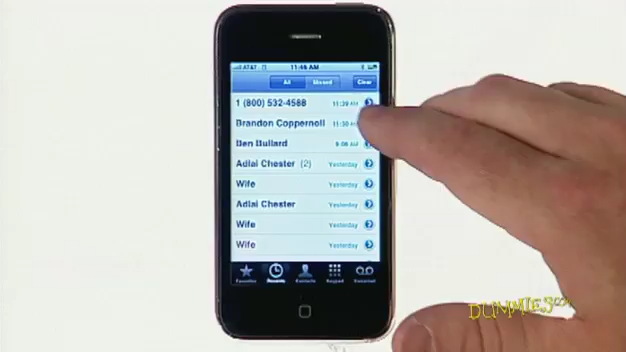 AT&T 11:46 AM
All Missed Clear
1 (800) 532-4588 11:39 AM
Brandon Coppernoll 11:30
Ben Bullard 9:06 AM
Adlai Chester (2) Yesterday
Wife Yesterday
Adlai Chester Yesterday
Wife Yesterday
Wife Yesterday
Favorites Recents Contacts Keypad Voicemail
DUMMIES.com